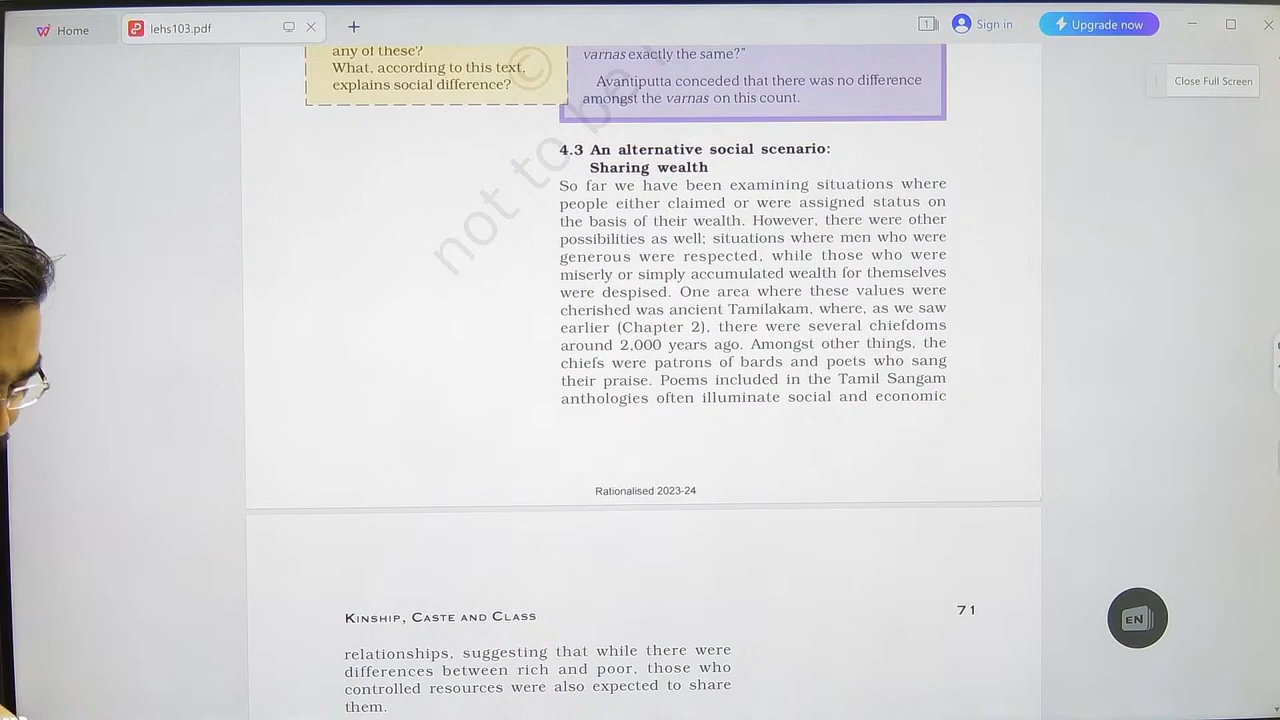 Home
lehs103.pdf
1
Sign in
Upgrade now
Close Full Screen
any of these?
What, according to this text,
explains social difference?
varnas exactly the same?"
Avantiputta conceded that there was no difference
amongst the varnas on this count.
© not to be
4.3 An alternative social scenario:
Sharing wealth
So far we have been examining situations where
people either claimed or were assigned status on
the basis of their wealth. However, there were other
possibilities as well; situations where men who were
generous were respected, while those who were
miserly or simply accumulated wealth for themselves
were despised. One area where these values were
cherished was ancient Tamilakam, where, as we saw
earlier (Chapter 2), there were several chiefdoms
around 2,000 years ago. Amongst other things, the
chiefs were patrons of bards and poets who sang
their praise. Poems included in the Tamil Sangam
anthologies often illuminate social and economic
Rationalised 2023-24
KINSHIP, CASTE AND CLASS
71
EN
relationships, suggesting that while there were
differences between rich and poor, those who
controlled resources were also expected to share
them.